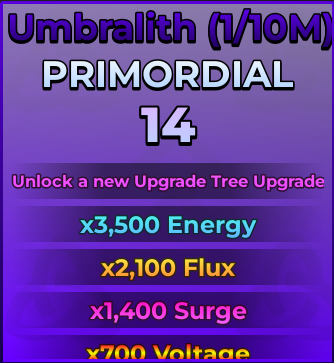 Umbralith (1/10M)
PRIMORDIAL
14
Unlock a new Upgrade Tree Upgrade
x3,500 Energy
x2,100 Flux
x1,400 Surge
x700 Voltage